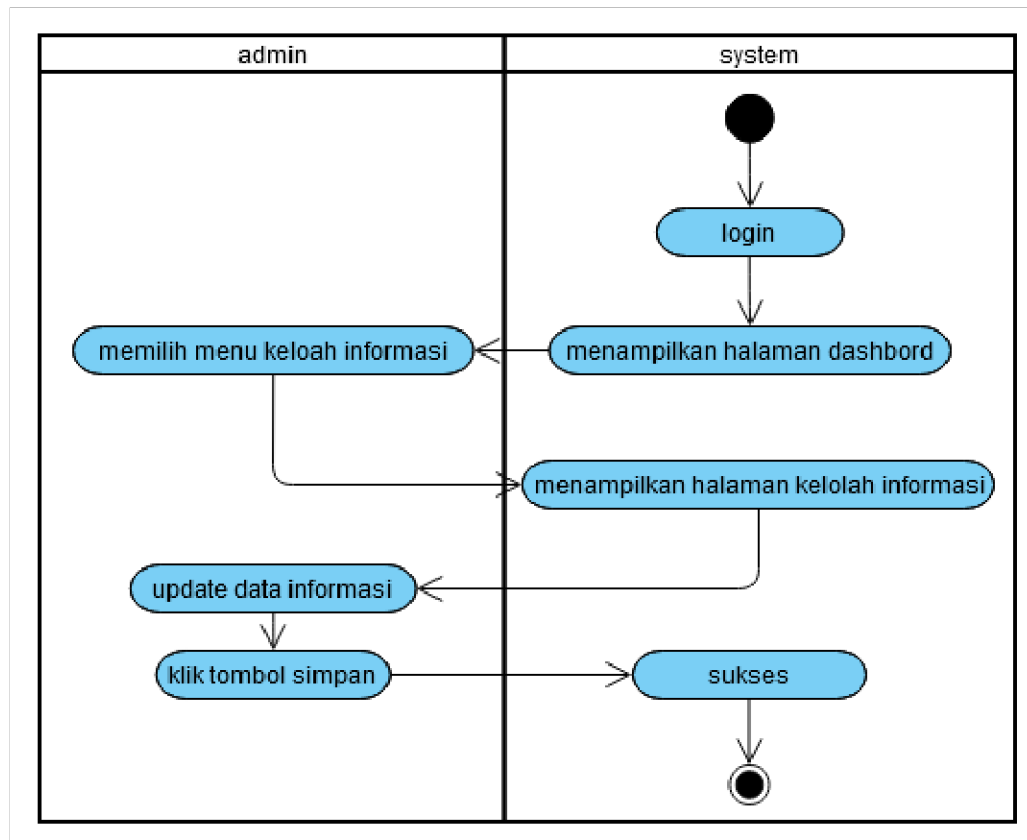 admin
system
login
menampilkan halaman dashbord
memilih menu keloah informasi
menampilkan halaman kelolah informasi
update data informasi
klik tombol simpan
sukses